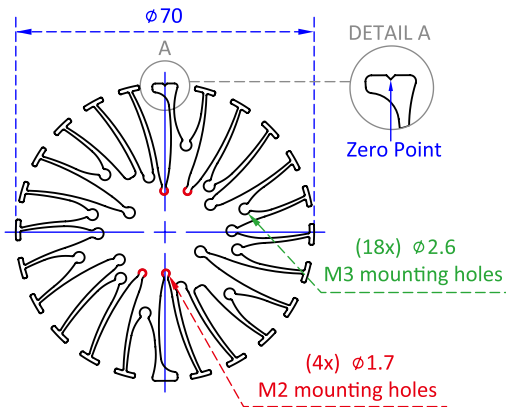 ⌀70
A
DETAIL A
Zero Point
(18x) ⌀2.6
M3 mounting holes
(4x) ⌀1.7
M2 mounting holes